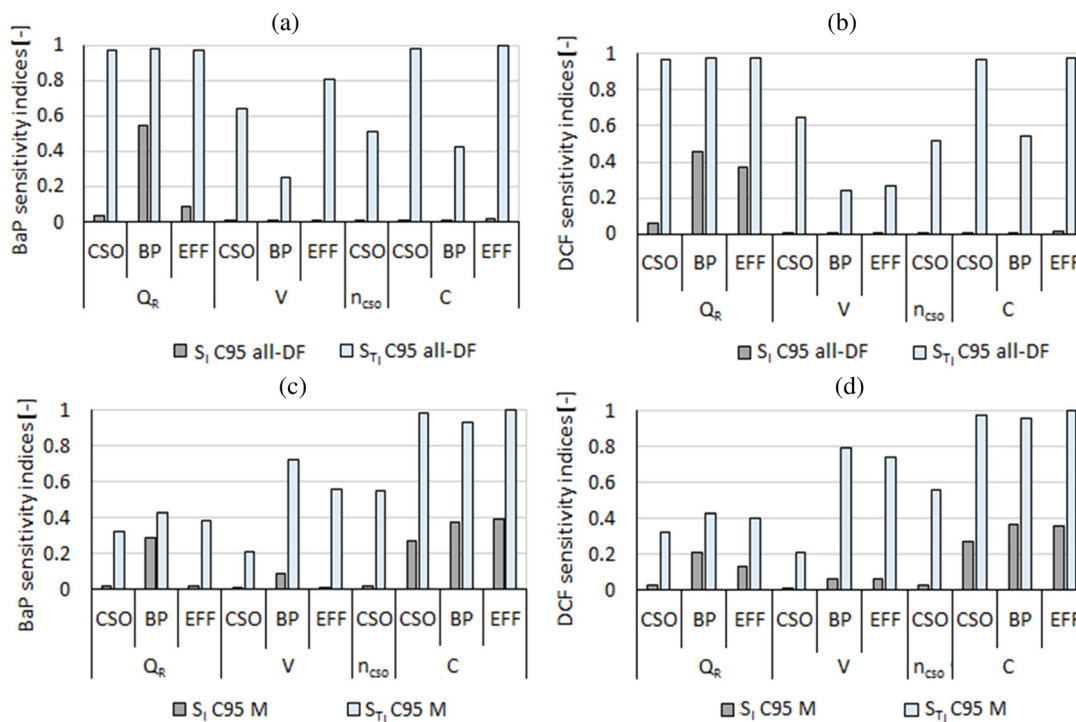 (a)
BaP sensitivity indices [-]
1
0.8
0.6
0.4
0.2
0
CSO BP EFF CSO BP EFF CSO CSO BP EFF
Q_R V n_cso C
S_I C95 all-DF S_TI C95 all-DF
(b)
DCF sensitivity indices [-]
1
0.8
0.6
0.4
0.2
0
CSO BP EFF CSO BP EFF CSO CSO BP EFF
Q_R V n_cso C
S_I C95 all-DF S_TI C95 all-DF
(c)
BaP sensitivity indices [-]
1
0.8
0.6
0.4
0.2
0
CSO BP EFF CSO BP EFF CSO CSO BP EFF
Q_R V n_cso C
S_I C95 M S_TI C95 M
(d)
DCF sensitivity indices [-]
1
0.8
0.6
0.4
0.2
0
CSO BP EFF CSO BP EFF CSO CSO BP EFF
Q_R V n_cso C
S_I C95 M S_TI C95 M